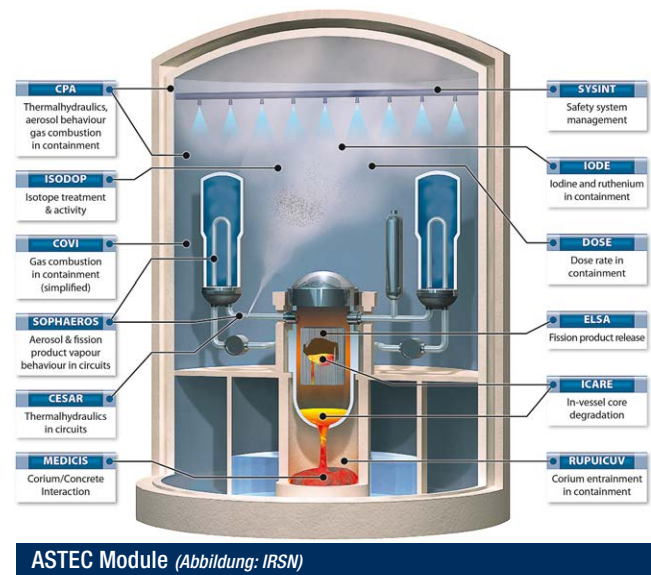 CPA
Thermalhydraulics,
aerosol behaviour
gas combustion
in containment
ISODOP
Isotope treatment
& activity
COVI
Gas combustion
in containment
(simplified)
SOPHAEROS
Aerosol & fission
product vapour
behaviour in circuits
CESAR
Thermalhydraulics
in circuits
MEDICIS
Corium/Concrete
Interaction
SYSINT
Safety system
management
IODE
Iodine and ruthenium
in containment
DOSE
Dose rate in
containment
ELSA
Fission product release
ICARE
In-vessel core
degradation
RUPUICUV
Corium entrainment
in containment
ASTEC Module (Abbildung: IRSN)